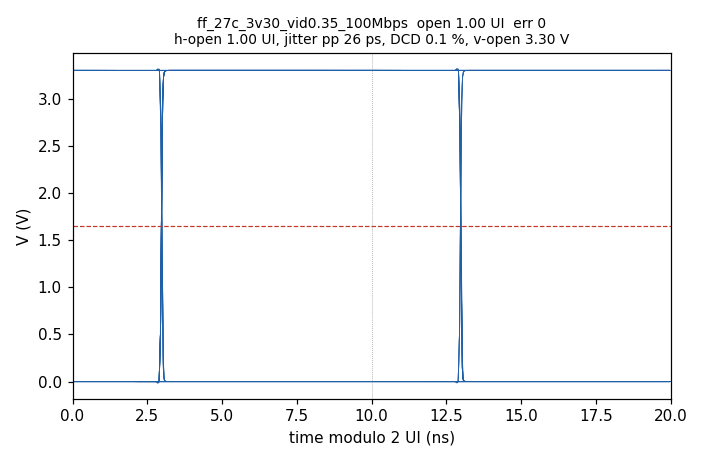 ff_27c_3v30_vid0.35_100Mbps  open 1.00 UI  err 0
h-open 1.00 UI, jitter pp 26 ps, DCD 0.1 %, v-open 3.30 V
3.0
2.5
2.0
1.5
1.0
0.5
0.0
V (V)
0.0 2.5 5.0 7.5 10.0 12.5 15.0 17.5 20.0
time modulo 2 UI (ns)